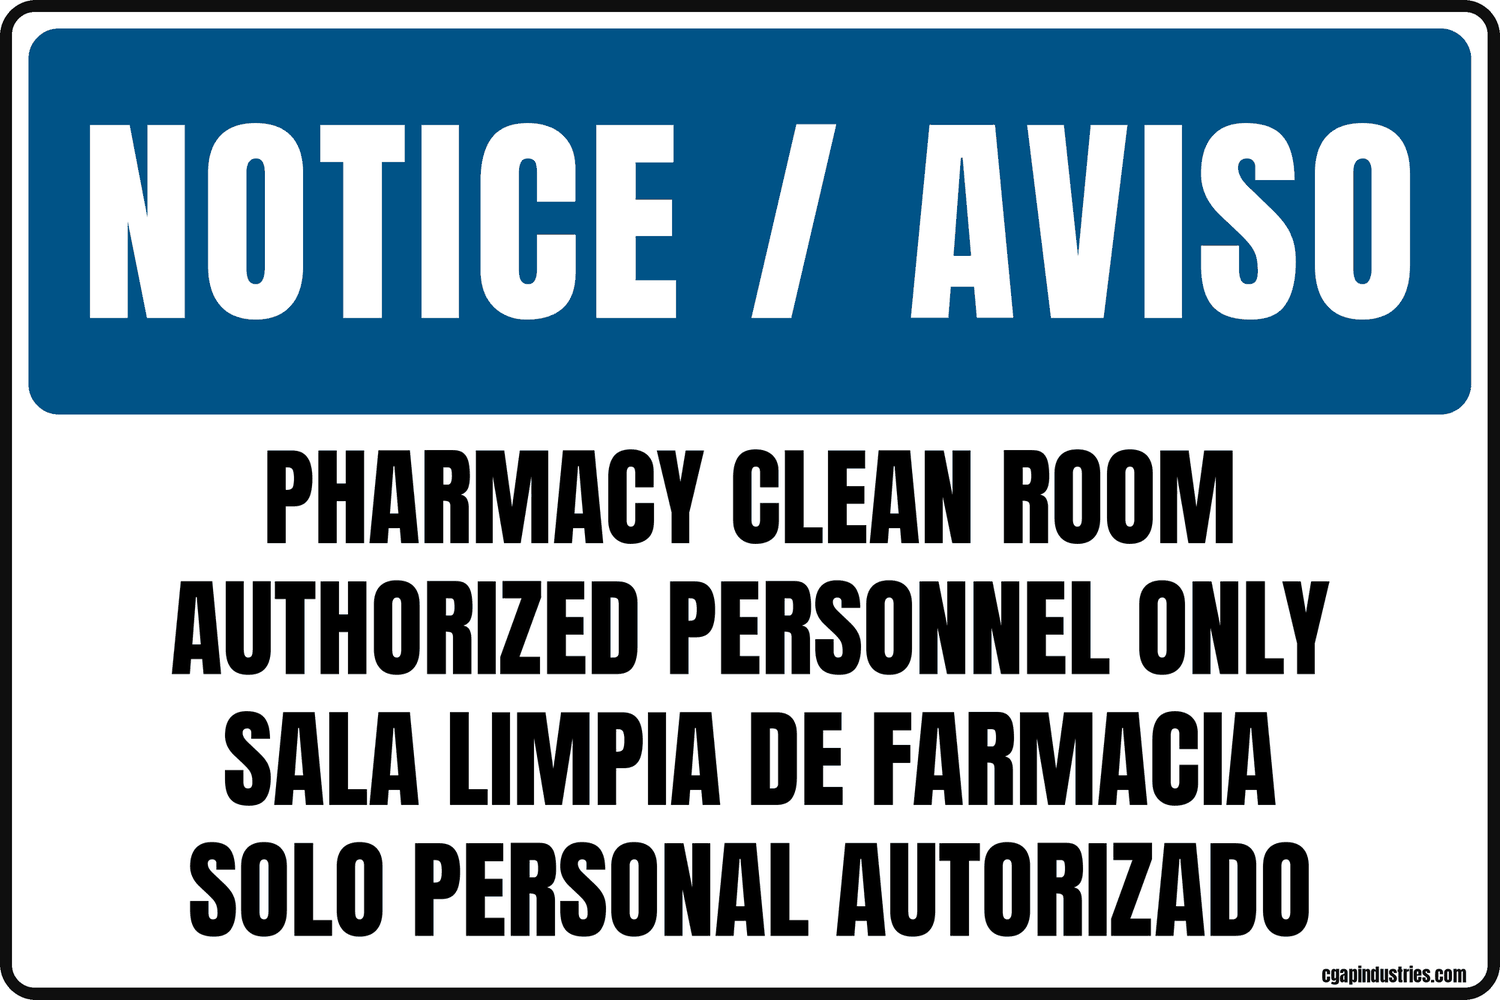 NOTICE / AVISO
PHARMACY CLEAN ROOM
AUTHORIZED PERSONNEL ONLY
SALA LIMPIA DE FARMACIA
SOLO PERSONAL AUTORIZADO
cgapindustries.com